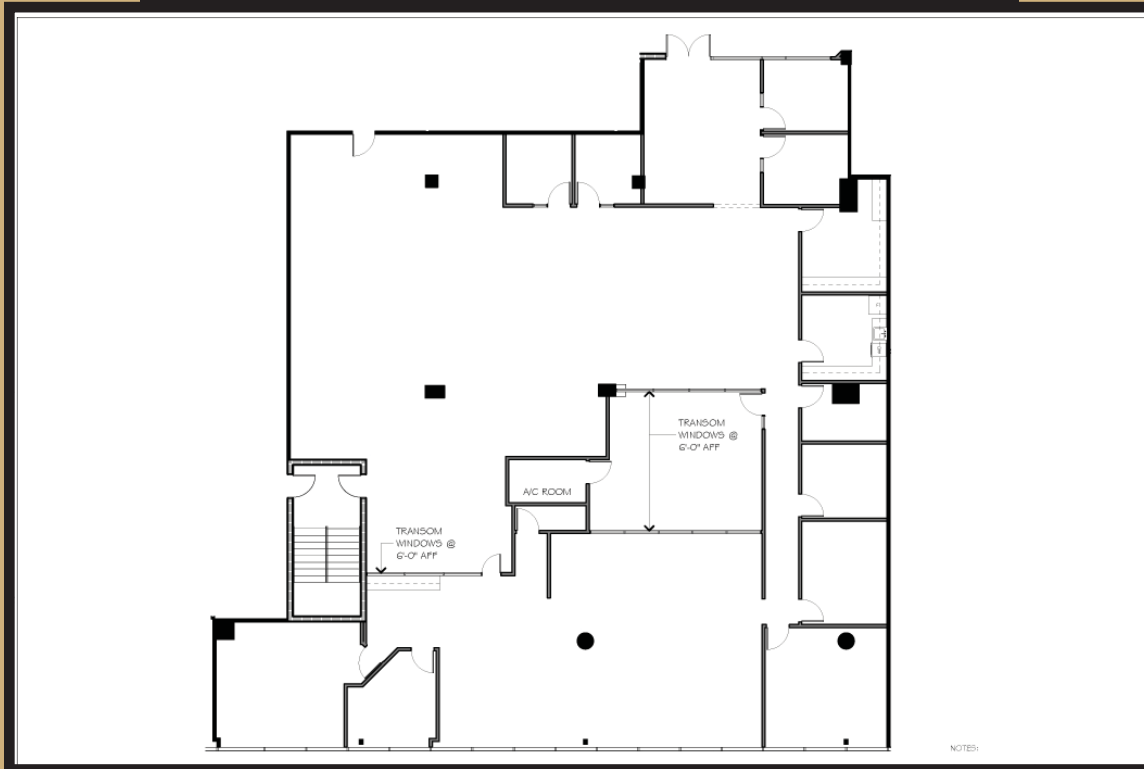 TRANSOM
WINDOWS @
6'-0" AFF
A/C ROOM
TRANSOM
WINDOWS @
6'-0" AFF
NOTES: